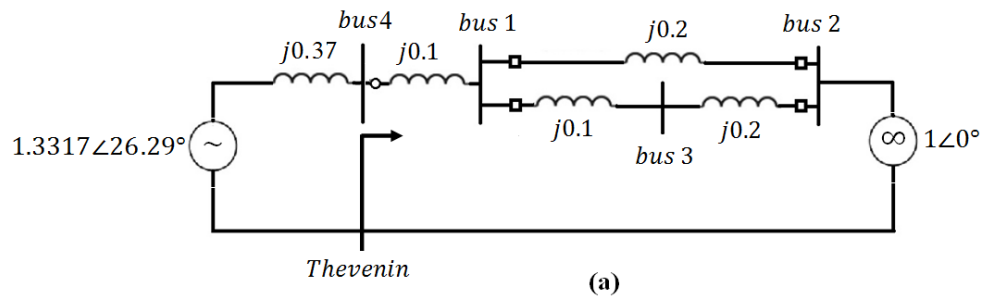 bus4
bus 1
bus 2
j0.37
j0.1
j0.2
1.3317∠26.29°
~
j0.1
j0.2
bus 3
∞
1∠0°
Thevenin
(a)